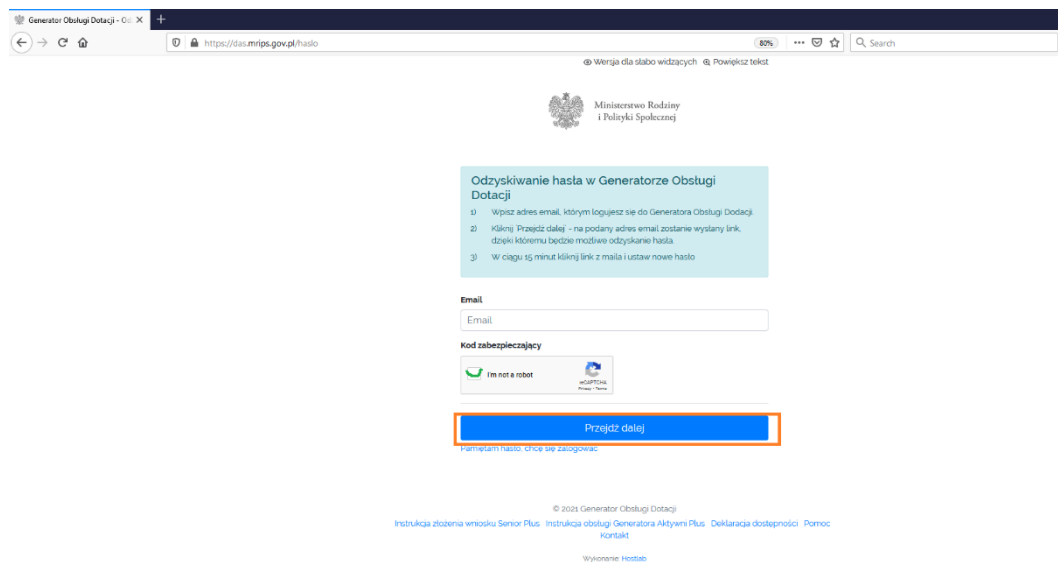 Generator Obsługi Dotacji - Od
https://das.mrips.gov.pl/haslo
80%
Search
Wersja dla słabo widzących Powiększ tekst
Ministerstwo Rodziny
i Polityki Społecznej
Odzyskiwanie hasła w Generatorze Obsługi
Dotacji
1) Wpisz adres email, którym logujesz się do Generatora Obsługi Dodacji.
2) Kliknij 'Przejdź dalej' - na podany adres email zostanie wysłany link,
dzięki któremu będzie możliwe odzyskanie hasła.
3) W ciągu 15 minut kliknij link z maila i ustaw nowe hasło
Email
Email
Kod zabezpieczający
I'm not a robot
reCAPTCHA
Privacy - Terms
Przejdź dalej
Pamiętam hasło, chcę się zalogować
© 2021 Generator Obsługi Dotacji
Instrukcja złożenia wniosku Senior Plus Instrukcja obsługi Generatora Aktywni Plus Deklaracja dostępności Pomoc
Kontakt
Wykonanie Hostlab